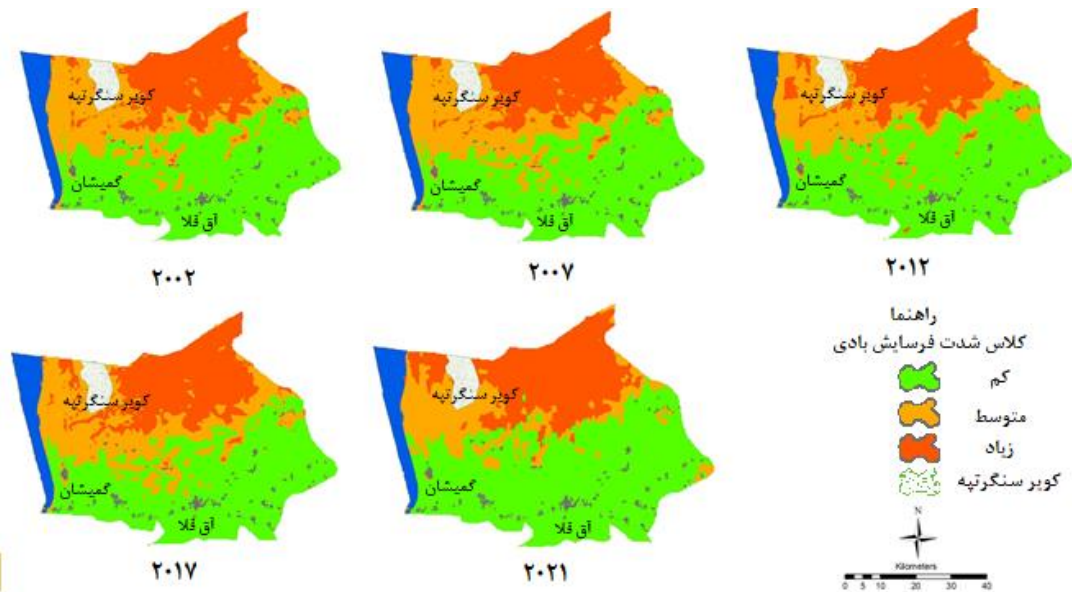 کویر سنگرتپه
گمیشان
آق قلا
۲۰۰۲
کویر سنگرتپه
گمیشان
آق قلا
۲۰۰۷
کویر سنگرتپه
گمیشان
آق قلا
۲۰۱۲
کویر سنگرتپه
گمیشان
آق قلا
۲۰۱۷
کویر سنگرتپه
گمیشان
آق قلا
۲۰۲۱
راهنما
کلاس شدت فرسایش بادی
کم
متوسط
زیاد
کویر سنگرتپه
N
Kilometers
0 5 10 20 30 40